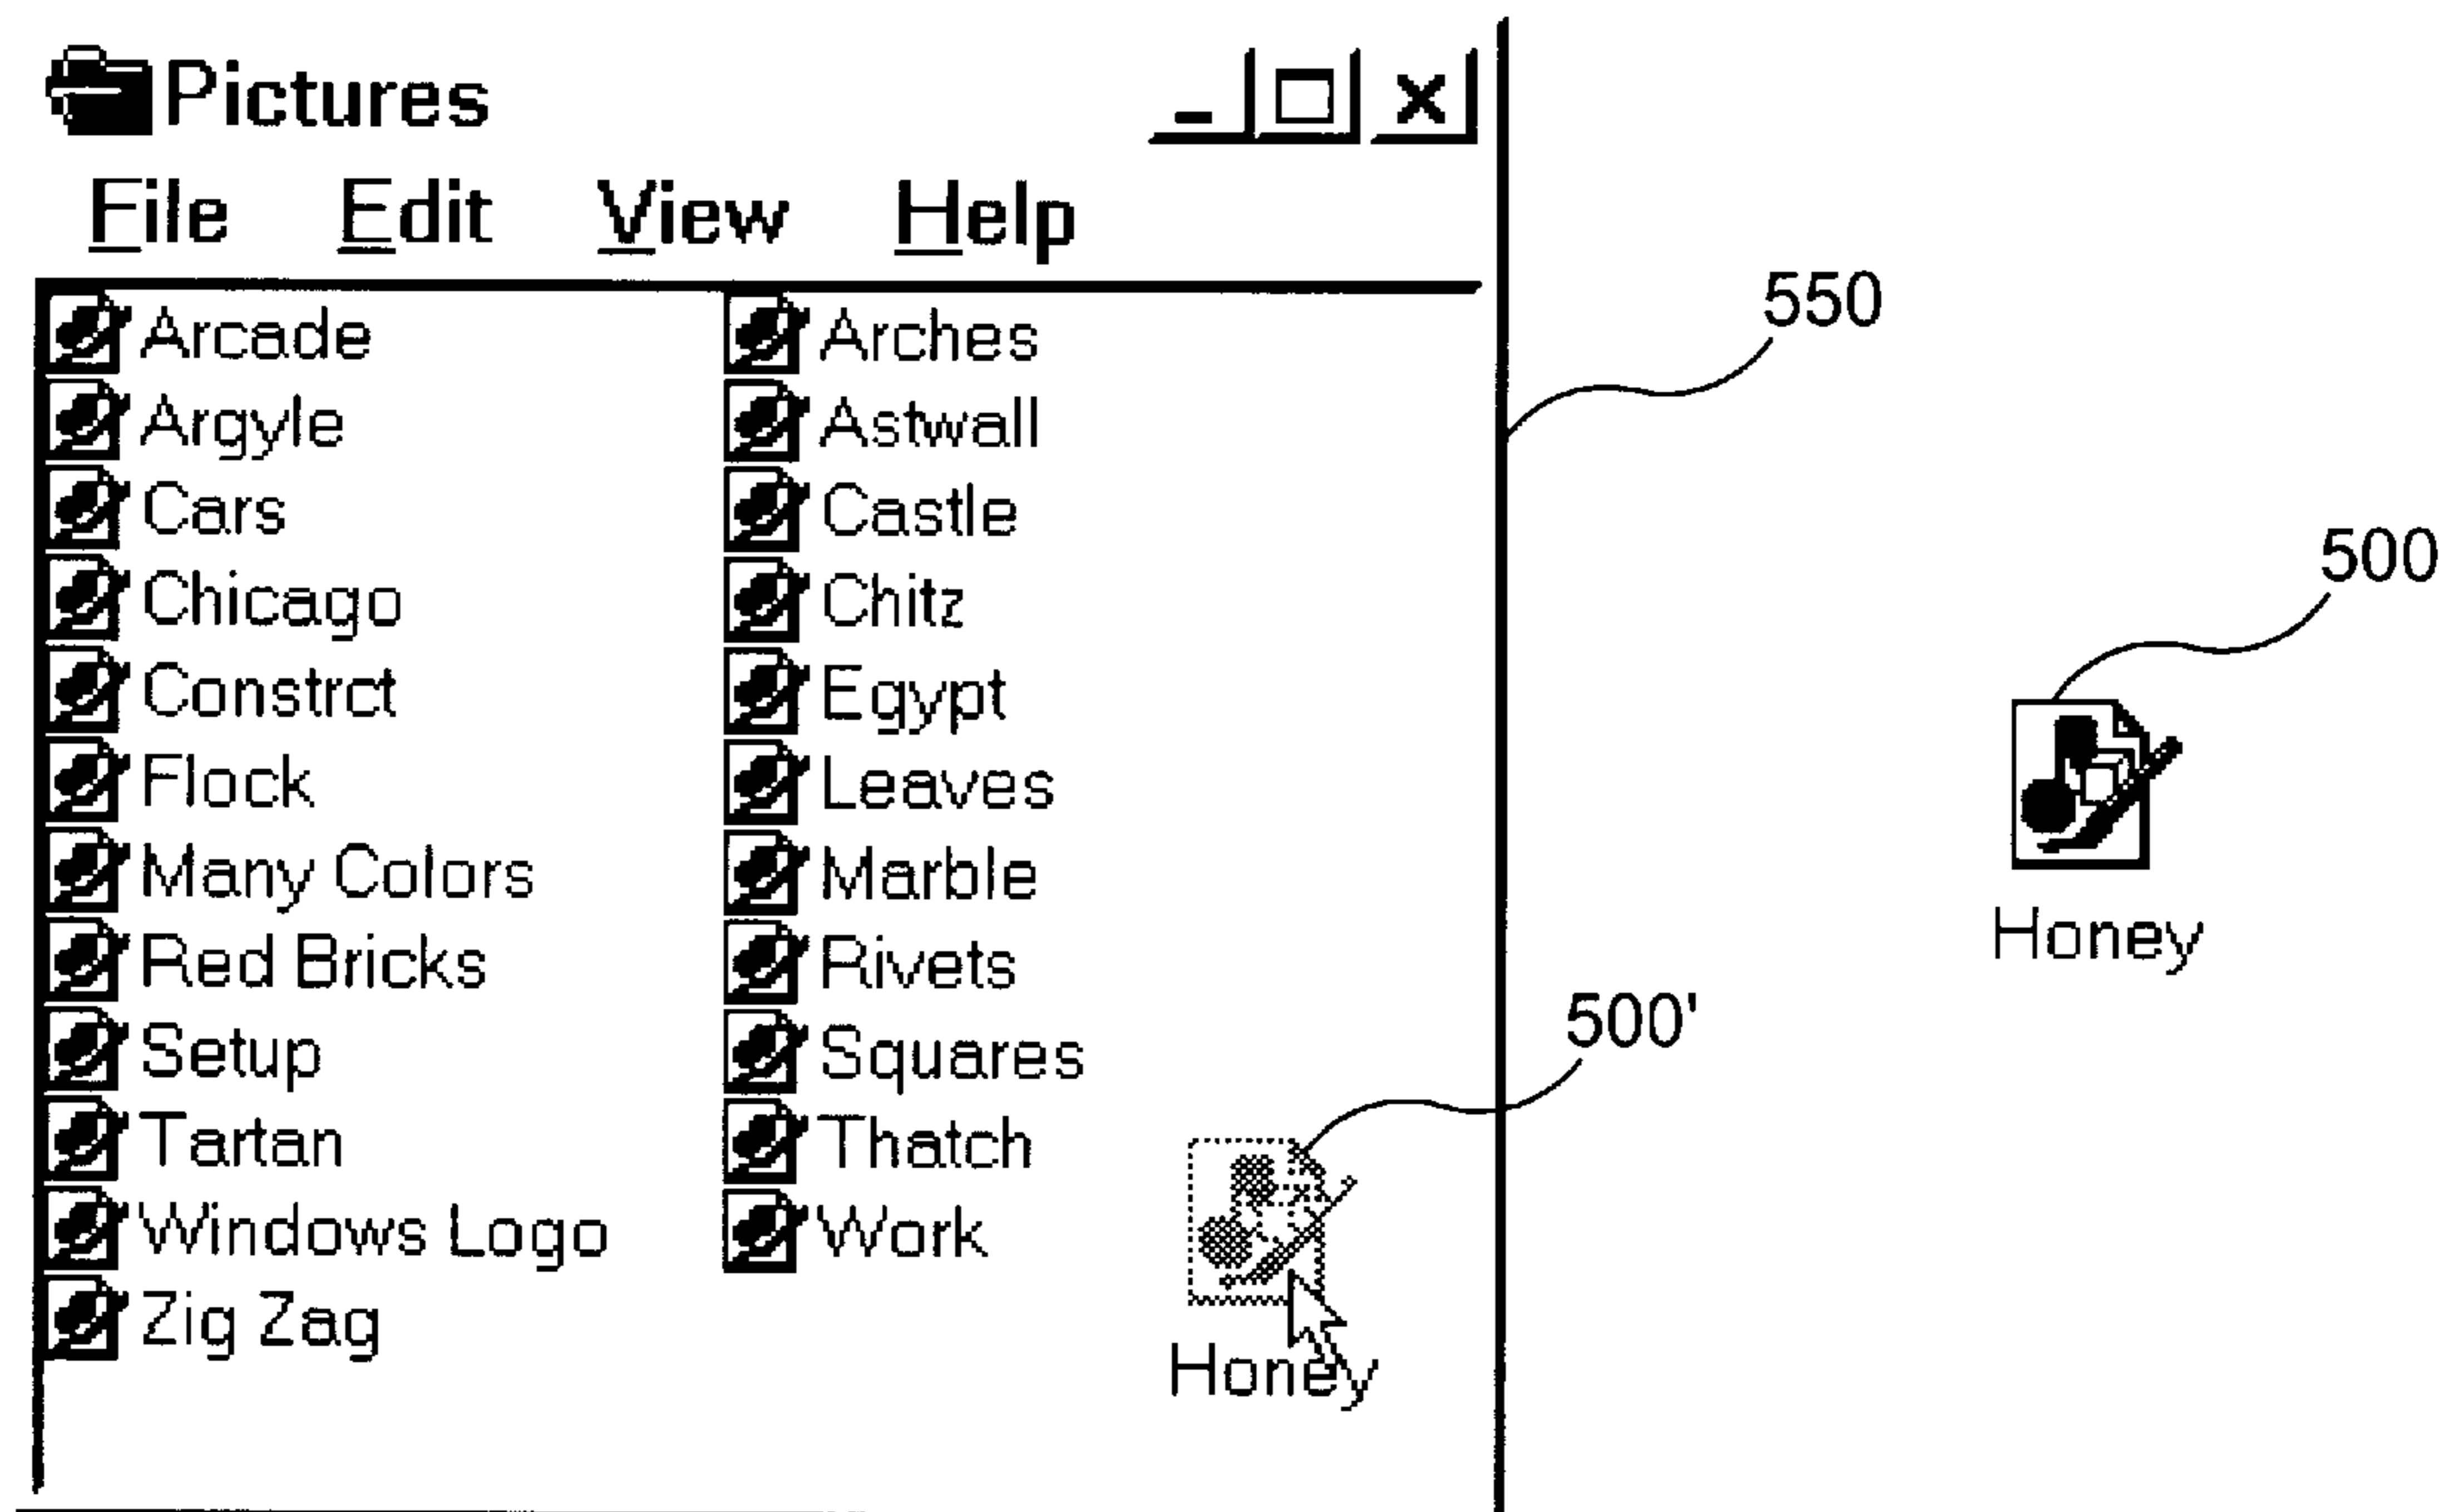 Pictures
File Edit View Help
Arcade Arches
Argyle Astwall
Cars Castle
Chicago Chitz
Constrct Egypt
Flock Leaves
Many Colors Marble
Red Bricks Rivets
Setup Squares
Tartan Thatch
Windows Logo Work
Zig Zag
Honey
550
500
Honey
500'